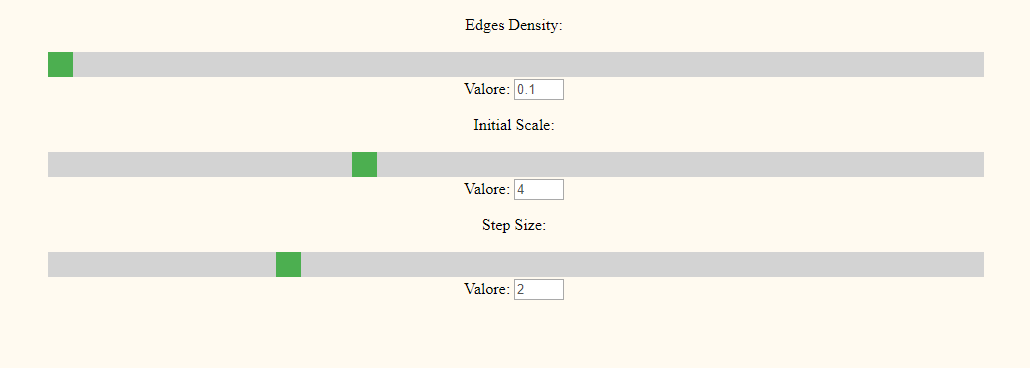 Edges Density:
Valore: 0.1
Initial Scale:
Valore: 4
Step Size:
Valore: 2